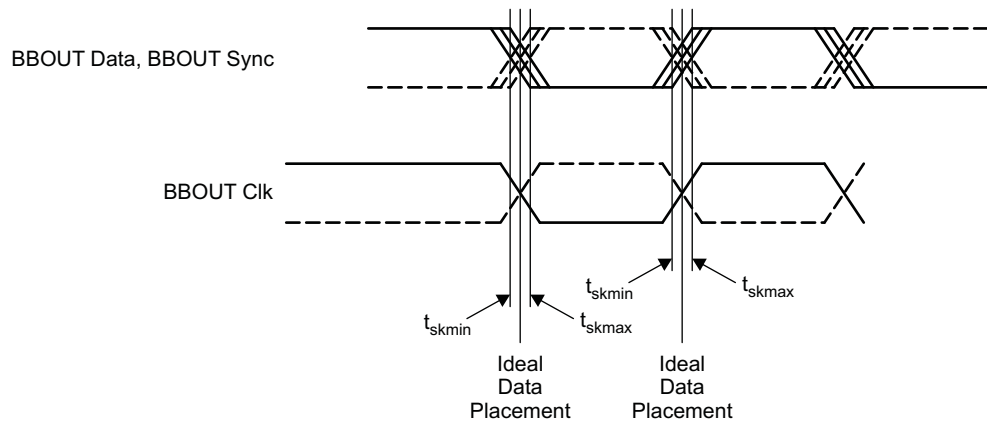 BBOUT Data, BBOUT Sync
BBOUT Clk
tskmin
tskmax
tskmin
tskmax
Ideal
Data
Placement
Ideal
Data
Placement